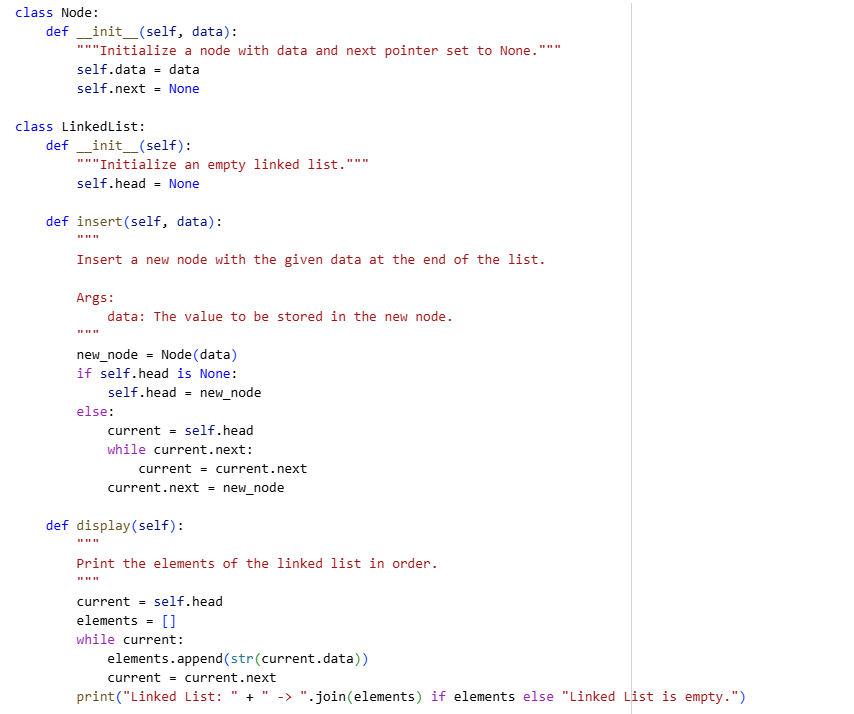 class Node:
    def __init__(self, data):
        """Initialize a node with data and next pointer set to None."""
        self.data = data
        self.next = None

class LinkedList:
    def __init__(self):
        """Initialize an empty linked list."""
        self.head = None

    def insert(self, data):
        """
        Insert a new node with the given data at the end of the list.

        Args:
            data: The value to be stored in the new node.
        """
        new_node = Node(data)
        if self.head is None:
            self.head = new_node
        else:
            current = self.head
            while current.next:
                current = current.next
            current.next = new_node

    def display(self):
        """
        Print the elements of the linked list in order.
        """
        current = self.head
        elements = []
        while current:
            elements.append(str(current.data))
            current = current.next
        print("Linked List: " + " -> ".join(elements) if elements else "Linked List is empty.")